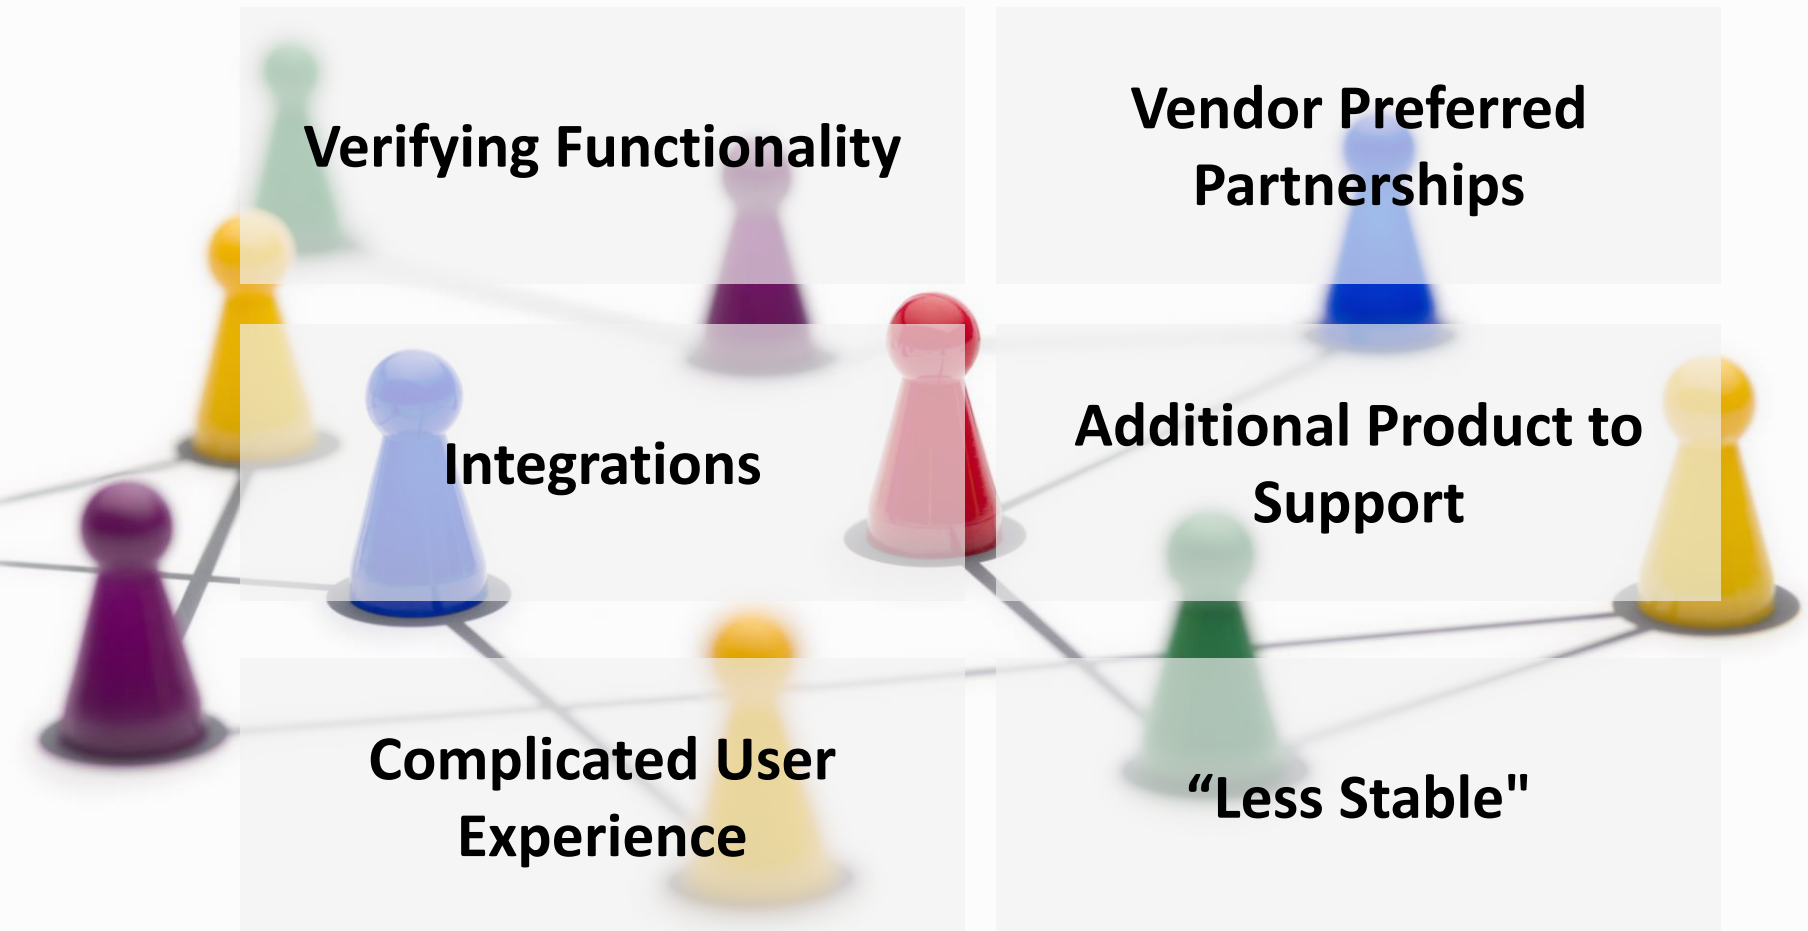 Verifying Functionality
Vendor Preferred
Partnerships
Integrations
Additional Product to
Support
Complicated User
Experience
“Less Stable"